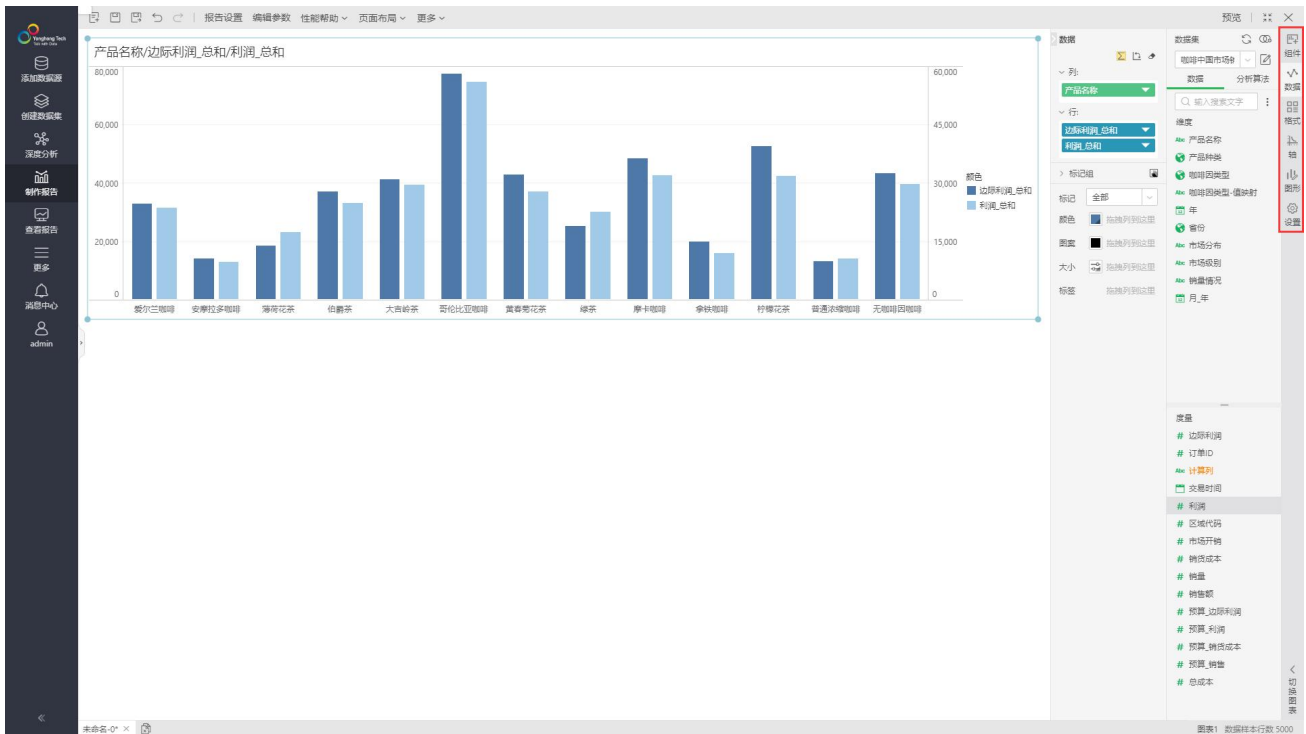 Yonghong Tech
添加数据源
创建数据集
深度分析
制作报告
查看报告
更多
消息中心
admin
报告设置 编辑参数 性能帮助 页面布局 更多
预览
产品名称/边际利润_总和/利润_总和
80,000
60,000
40,000
20,000
0
60,000
45,000
30,000
15,000
0
爱尔兰咖啡 安摩拉多咖啡 薄荷花茶 伯爵茶 大吉岭茶 哥伦比亚咖啡 黄春菊花茶 绿茶 摩卡咖啡 拿铁咖啡 柠檬花茶 普通浓缩咖啡 无咖啡因咖啡
颜色
边际利润_总和
利润_总和
数据
列:
产品名称
行:
边际利润_总和
利润_总和
标记组
标记 全部
颜色 拖拽列到这里
图案 拖拽列到这里
大小 拖拽列到这里
标签 拖拽列到这里
数据集
咖啡中国市场销
数据 分析算法
输入搜索文字
维度
Abc 产品名称
产品种类
咖啡因类型
Abc 咖啡因类型-值映射
年
省份
Abc 市场分布
Abc 市场级别
Abc 销量情况
月_年
度量
# 边际利润
# 订单ID
Abc 计算列
交易时间
# 利润
# 区域代码
# 市场开销
# 销货成本
# 销量
# 销售额
# 预算_边际利润
# 预算_利润
# 预算_销货成本
# 预算_销售
# 总成本
组件
数据
格式
轴
图形
设置
切换图表
未命名-0*
图表1 数据样本行数 5000